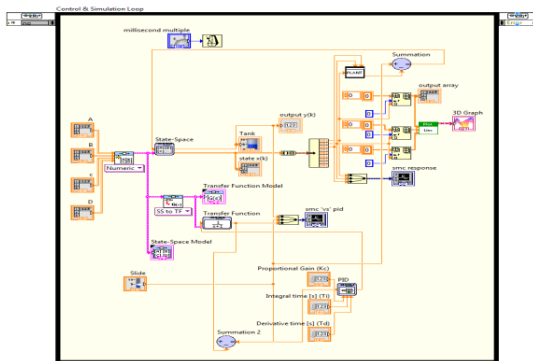 Control & Simulation Loop
Error
millisecond multiple
Summation
PLANT
output array
output y(k)
3D Graph
A
Tank
State-Space
B
state x(k)
Numeric
smc response
C
Transfer Function Model
SS to TF
D
Transfer Function
smc 'vs' pid
State-Space Model
Proportional Gain (Kc)
Slide
PID
Integral time [s] (Ti)
Derivative time [s] (Td)
Summation 2